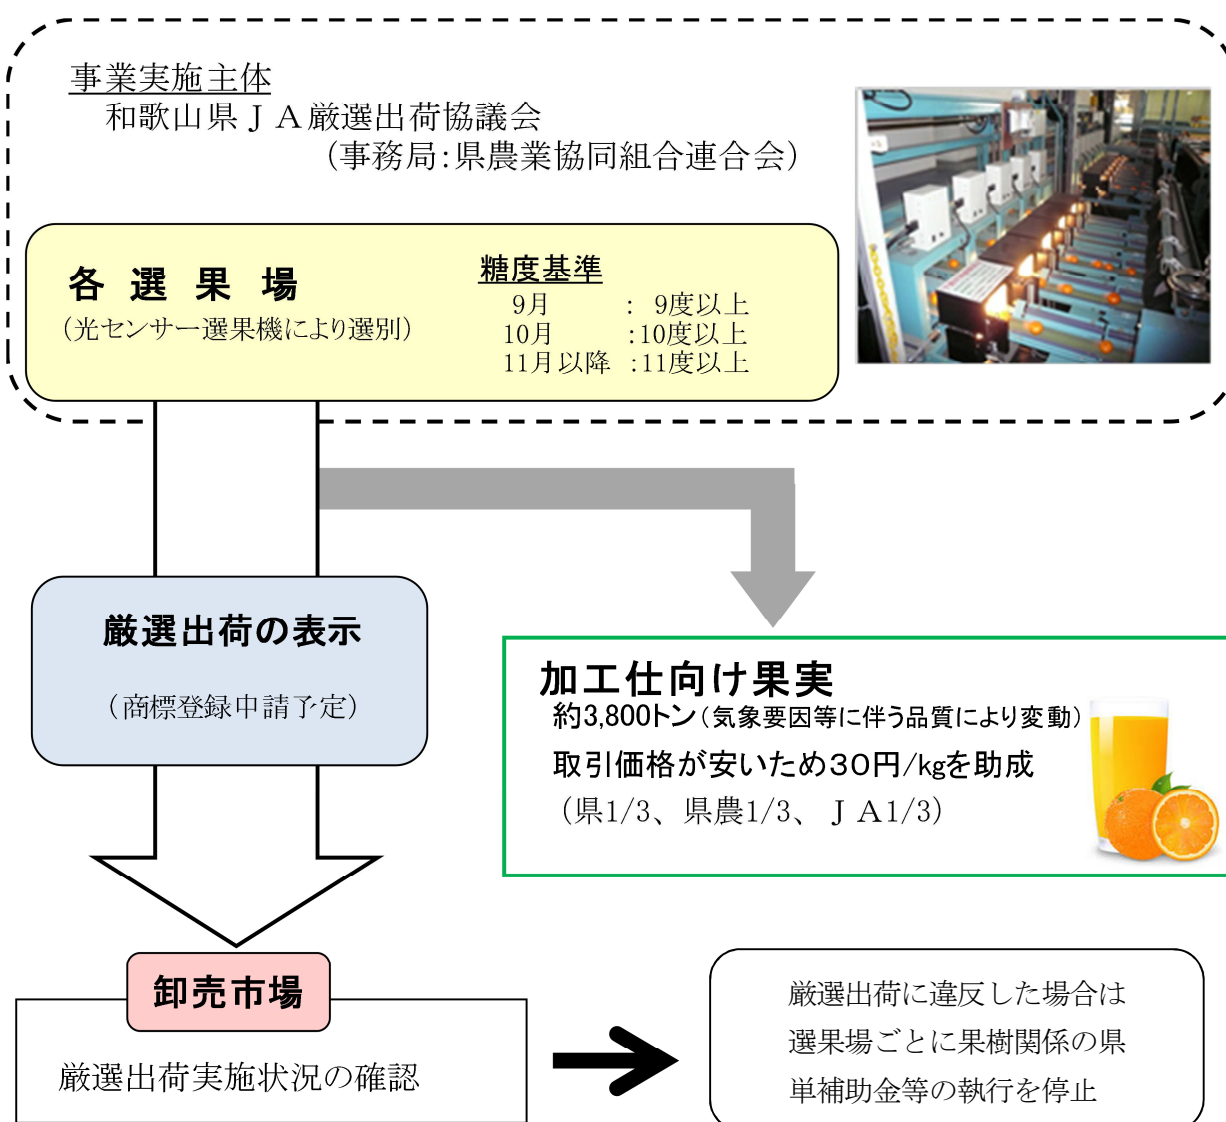 事業実施主体
和歌山県ＪＡ厳選出荷協議会
（事務局：県農業協同組合連合会）
各選果場
（光センサー選果機により選別）
糖度基準
9月 ： 9度以上
10月 ：10度以上
11月以降 ：11度以上
厳選出荷の表示
（商標登録申請予定）
加工仕向け果実
約3,800トン（気象要因等に伴う品質により変動）
取引価格が安いため３０円/kgを助成
（県1/3、県農1/3、ＪＡ1/3）
卸売市場
厳選出荷実施状況の確認
厳選出荷に違反した場合は
選果場ごとに果樹関係の県
単補助金等の執行を停止